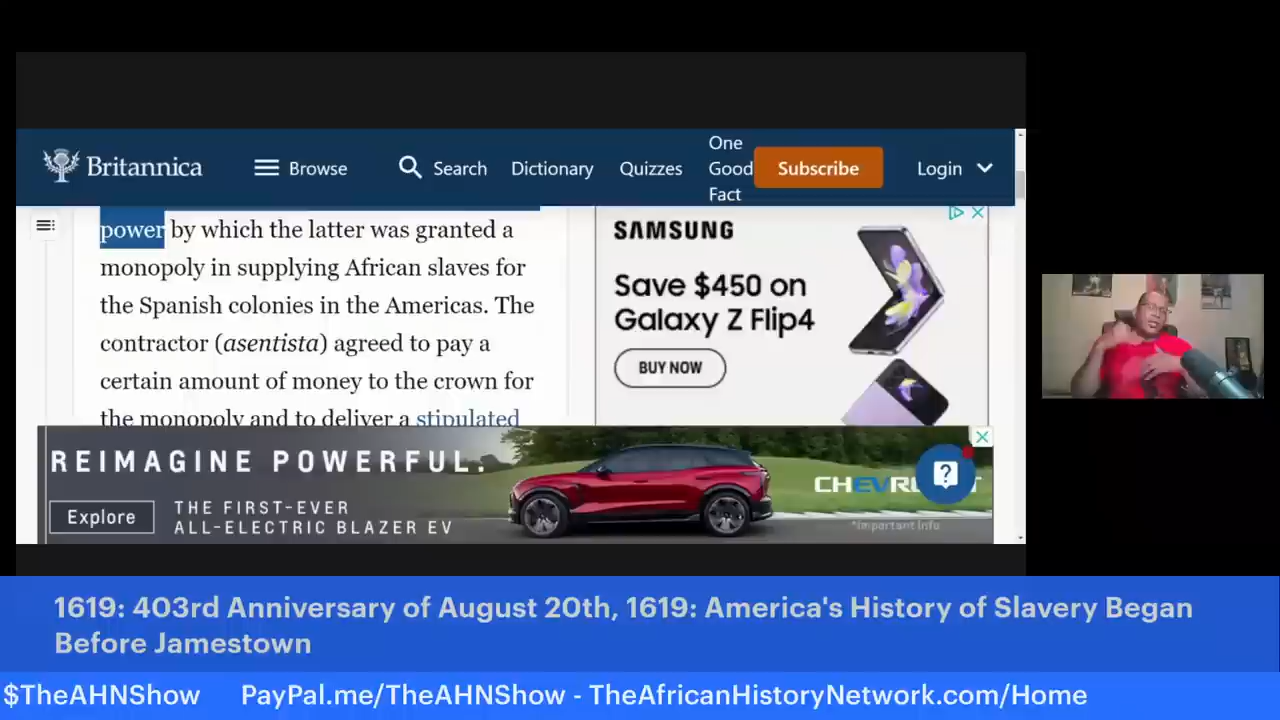 Britannica
Browse
Search
Dictionary
Quizzes
One
Good
Fact
Subscribe
Login
power by which the latter was granted a
monopoly in supplying African slaves for
the Spanish colonies in the Americas. The
contractor (asentista) agreed to pay a
certain amount of money to the crown for
the monopoly and to deliver a stipulated
SAMSUNG
Save $450 on
Galaxy Z Flip4
BUY NOW
REIMAGINE POWERFUL.
Explore
THE FIRST-EVER
ALL-ELECTRIC BLAZER EV
*Important Info
1619: 403rd Anniversary of August 20th, 1619: America's History of Slavery Began
Before Jamestown
$TheAHNShow PayPal.me/TheAHNShow - TheAfricanHistoryNetwork.com/Home